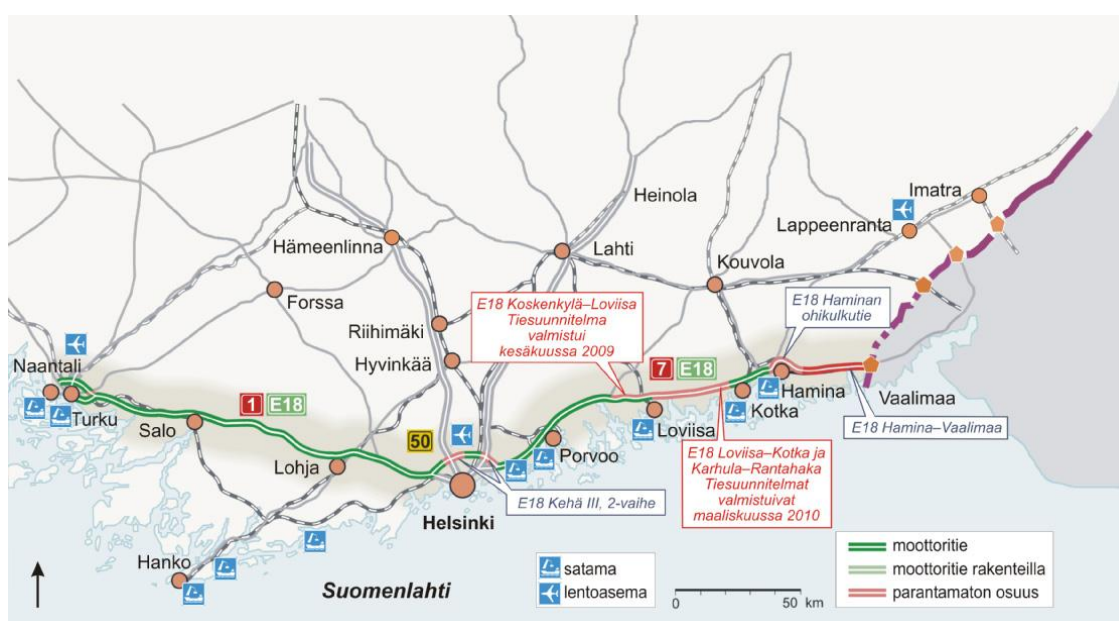 Imatra
Heinola
Lappeenranta
Hämeenlinna
Lahti
Kouvola
Forssa
E18 Koskenkylä–Loviisa
Tiesuunnitelma
valmistui
kesäkuussa 2009
E18 Haminan
ohikulkutie
Riihimäki
Hyvinkää
Naantali
7 E18
Hamina
Turku
1 E18
Kotka
Vaalimaa
Salo
50
Loviisa
E18 Hamina–Vaalimaa
Lohja
Porvoo
E18 Loviisa–Kotka ja
Karhula–Rantahaka
Tiesuunnitelmat
valmistuivat
maaliskuussa 2010
E18 Kehä III, 2-vaihe
Helsinki
Hanko
Suomenlahti
satama
lentoasema
0 50 km
moottoritie
moottoritie rakenteilla
parantamaton osuus